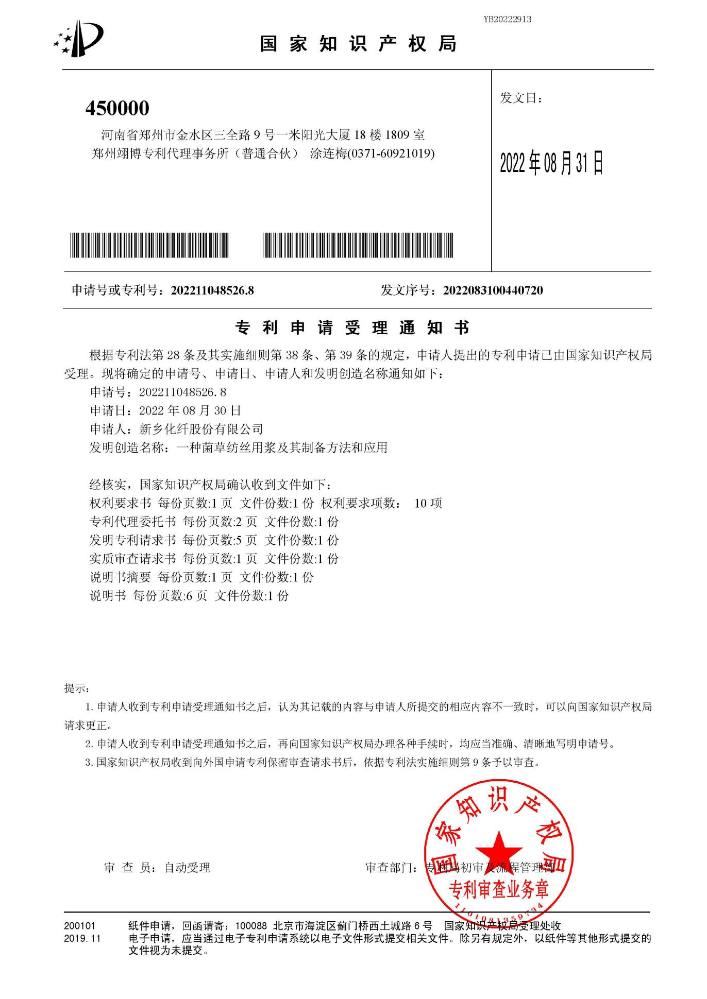 YB20222913
国家知识产权局
450000
发文日：
河南省郑州市金水区三全路 9 号一米阳光大厦 18 楼 1809 室
郑州翊博专利代理事务所（普通合伙） 涂连梅(0371-60921019)
2022 年 08 月 31 日
申请号或专利号：202211048526.8 发文序号：2022083100440720
专利申请受理通知书
根据专利法第 28 条及其实施细则第 38 条、第 39 条的规定，申请人提出的专利申请已由国家知识产权局
受理。现将确定的申请号、申请日、申请人和发明创造名称通知如下：
申请号：202211048526.8
申请日：2022 年 08 月 30 日
申请人：新乡化纤股份有限公司
发明创造名称：一种菌草纺丝用浆及其制备方法和应用
经核实，国家知识产权局确认收到文件如下：
权利要求书 每份页数:1 页 文件份数:1 份 权利要求项数： 10 项
专利代理委托书 每份页数:2 页 文件份数:1 份
发明专利请求书 每份页数:5 页 文件份数:1 份
实质审查请求书 每份页数:1 页 文件份数:1 份
说明书摘要 每份页数:1 页 文件份数:1 份
说明书 每份页数:6 页 文件份数:1 份
提示：
1. 申请人收到专利申请受理通知书之后，认为其记载的内容与申请人所提交的相应内容不一致时，可以向国家知识产权局
请求更正。
2. 申请人收到专利申请受理通知书之后，再向国家知识产权局办理各种手续时，均应当准确、清晰地写明申请号。
3. 国家知识产权局收到向外国申请专利保密审查请求书后，依据专利法实施细则第 9 条予以审查。
国家知识产权局
审 查 员：自动受理 审查部门：专利局初审及流程管理部
专利审查业务章
1101081359734
200101 纸件申请，回函请寄：100088 北京市海淀区蓟门桥西土城路 6 号 国家知识产权局受理处收
2019.11 电子申请，应当通过电子专利申请系统以电子文件形式提交相关文件。除另有规定外，以纸件等其他形式提交的
文件视为未提交。